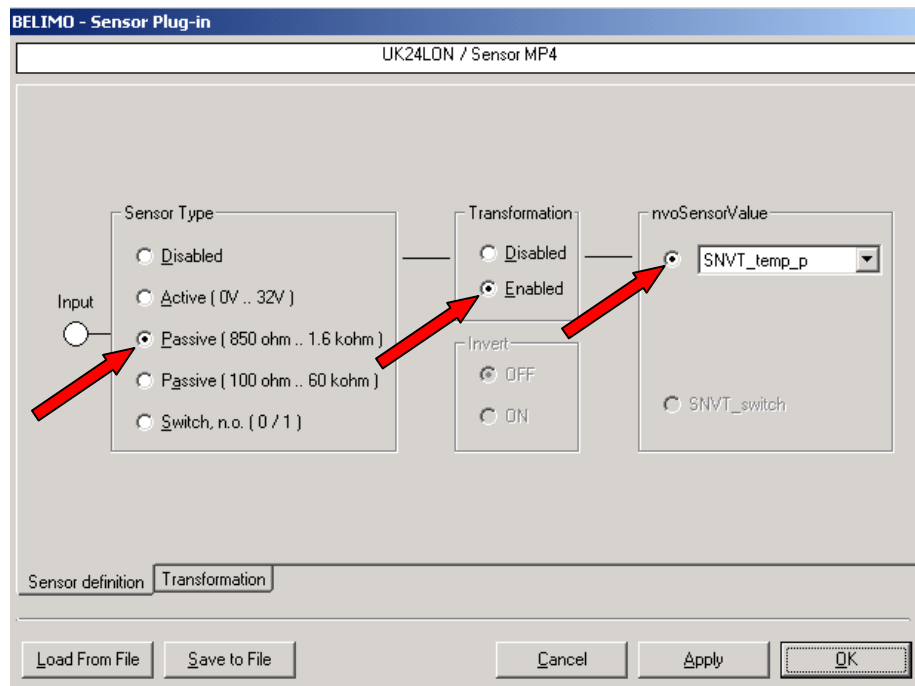 BELIMO - Sensor Plug-in
UK24LON / Sensor MP4
Input
Sensor Type
Disabled
Active ( 0V .. 32V )
Passive ( 850 ohm .. 1.6 kohm )
Passive ( 100 ohm .. 60 kohm )
Switch, n.o. ( 0 / 1 )
Transformation
Disabled
Enabled
Invert
OFF
ON
nvoSensorValue
SNVT_temp_p
SNVT_switch
Sensor definition
Transformation
Load From File
Save to File
Cancel
Apply
OK